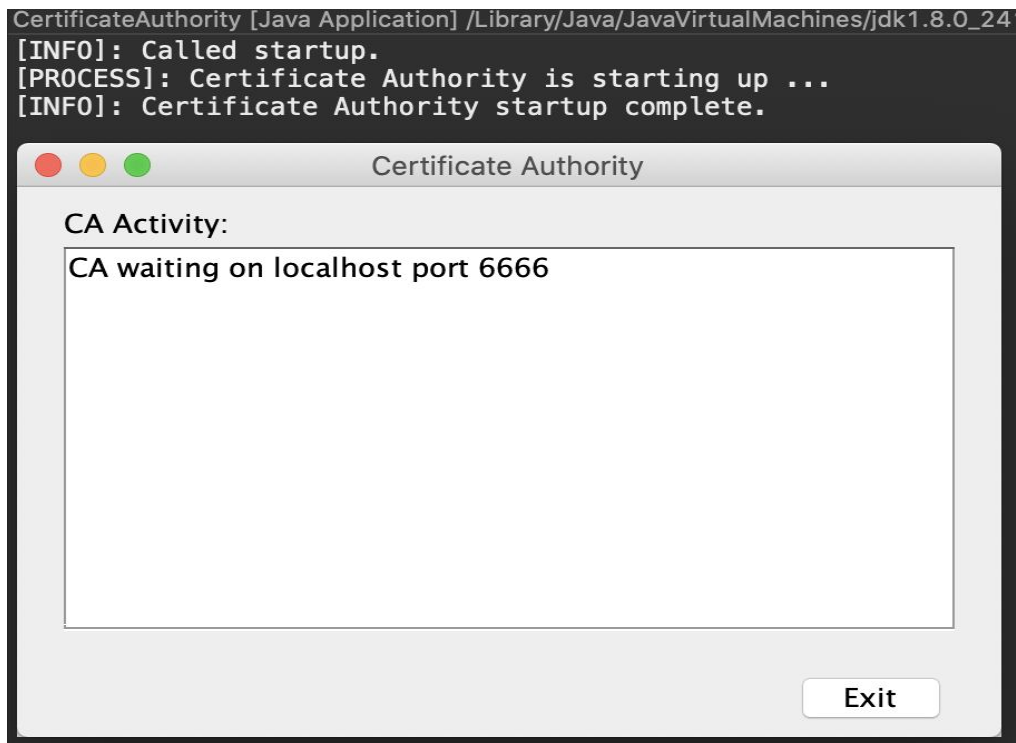 CertificateAuthority [Java Application] /Library/Java/JavaVirtualMachines/jdk1.8.0_241
[INFO]: Called startup.
[PROCESS]: Certificate Authority is starting up ...
[INFO]: Certificate Authority startup complete.
Certificate Authority
CA Activity:
CA waiting on localhost port 6666
Exit